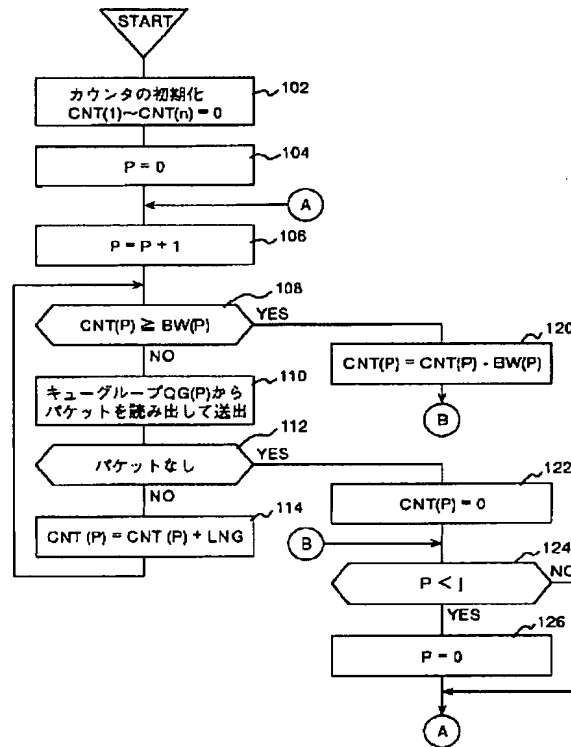 START
カウンタの初期化
CNT(1)～CNT(n) = 0
102
P = 0
104
A
P = P + 1
106
108
CNT(P) ≧ BW(P)
YES
NO
120
CNT(P) = CNT(P) - BW(P)
B
キューグループQG(P)から
パケットを読み出して送出
110
112
パケットなし
YES
NO
122
CNT(P) = 0
114
CNT (P) = CNT (P) + LNG
B
124
P < j
NO
YES
126
P = 0
A